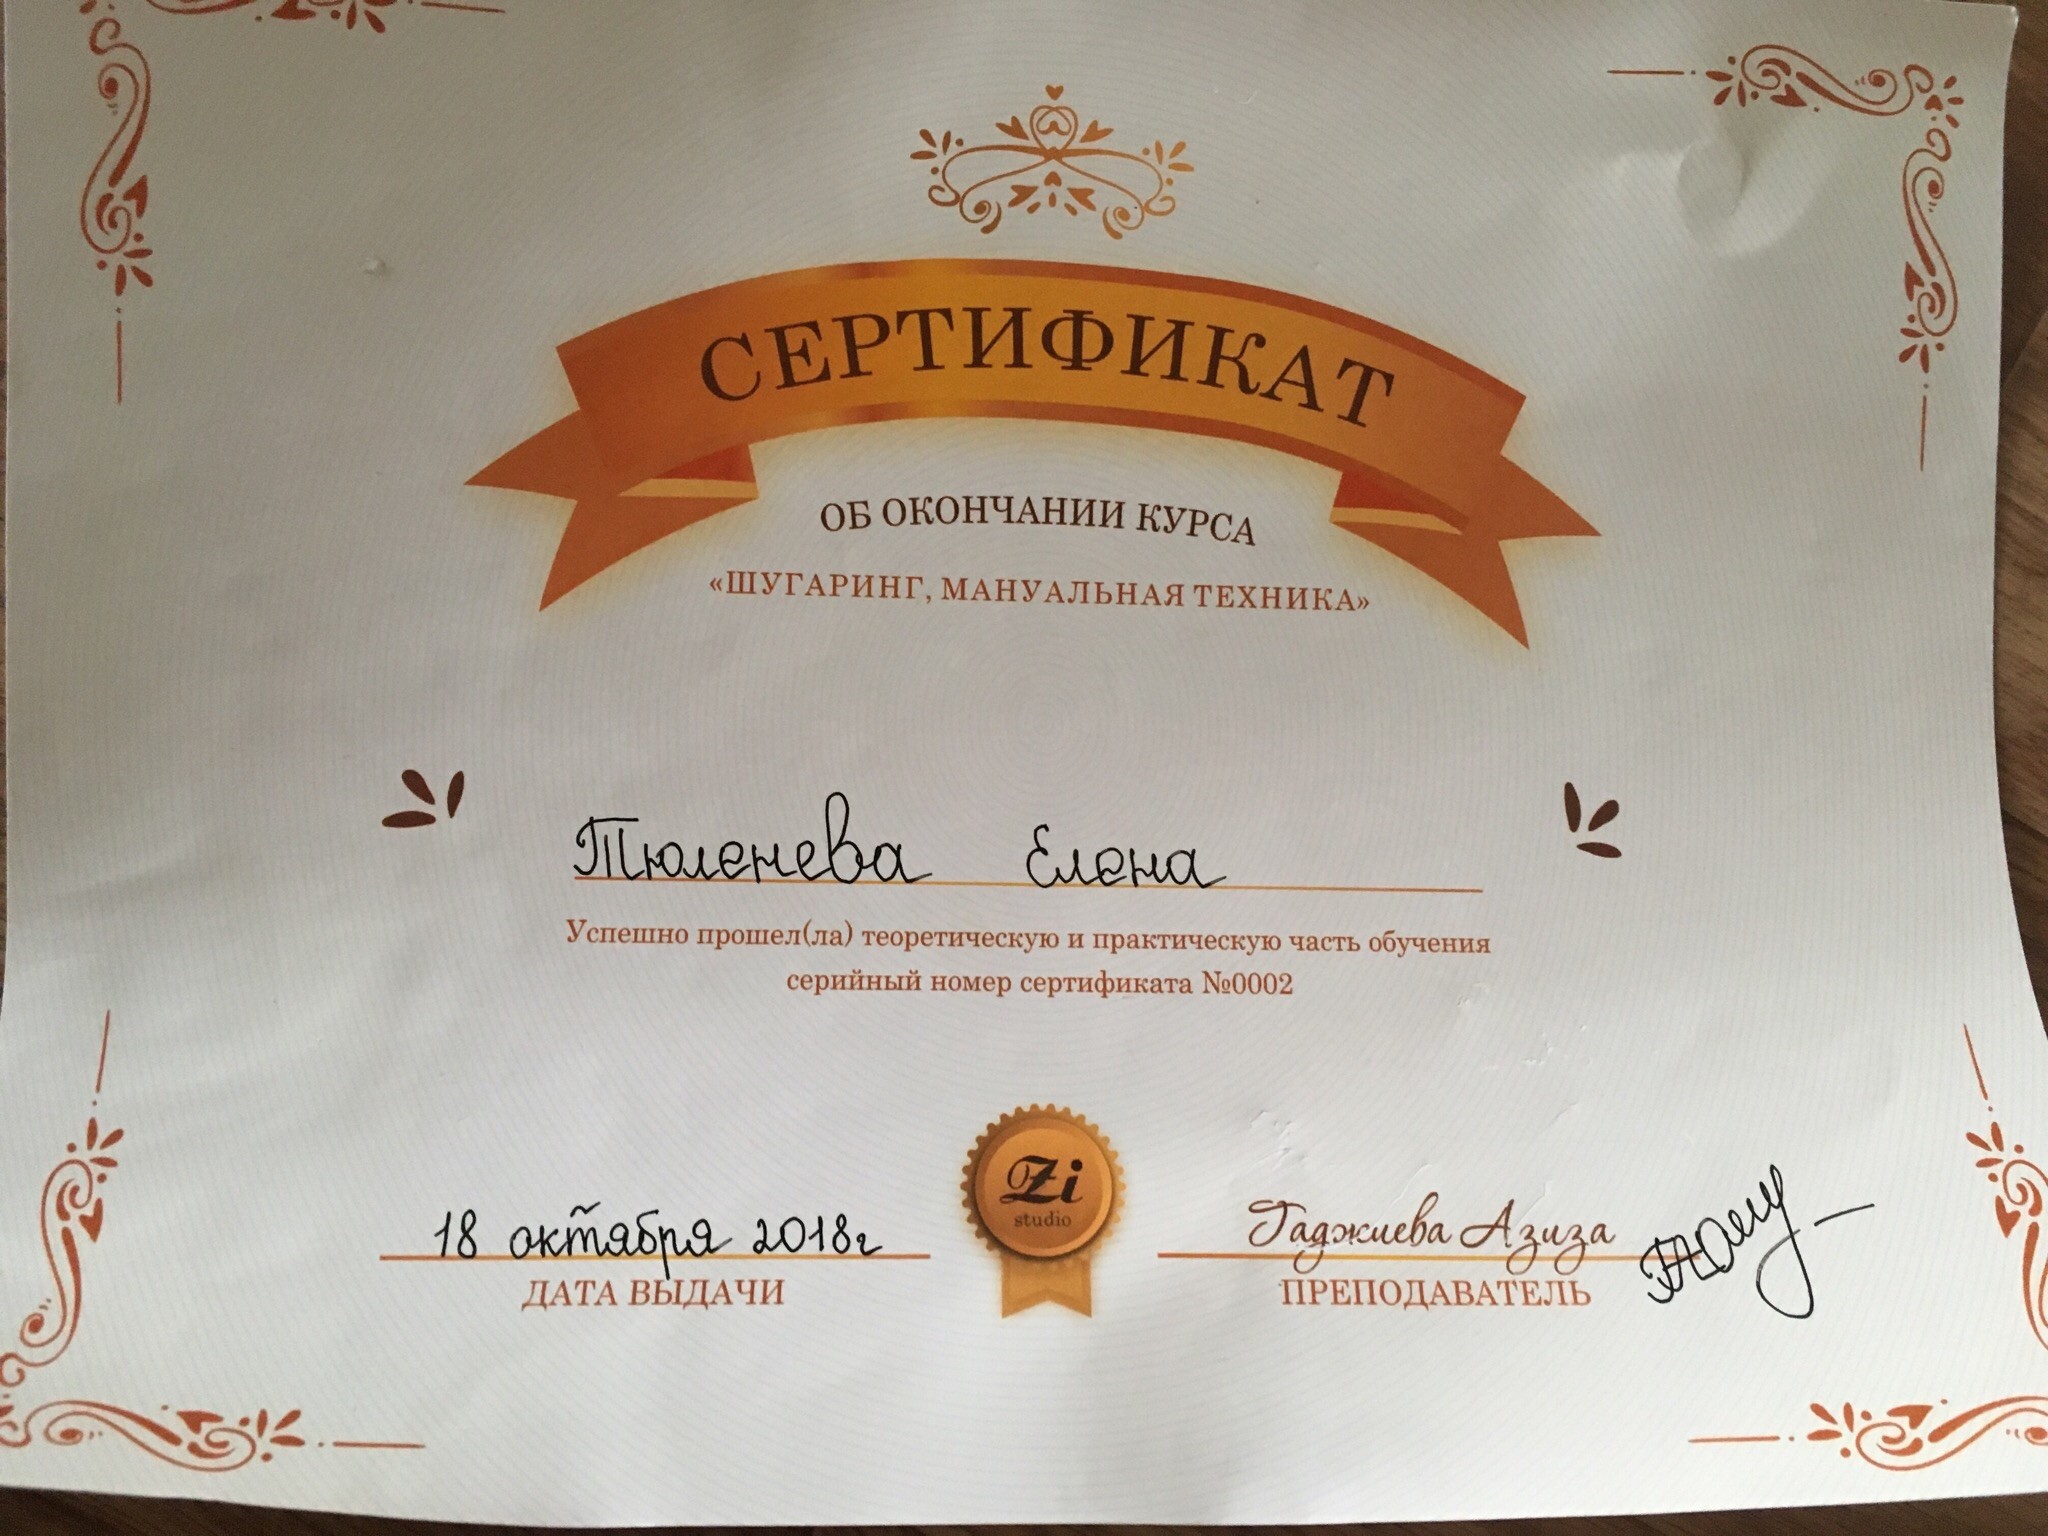 СЕРТИФИКАТ
ОБ ОКОНЧАНИИ КУРСА
«ШУГАРИНГ, МАНУАЛЬНАЯ ТЕХНИКА»
Тюленева Елена
Успешно прошел(ла) теоретическую и практическую часть обучения
серийный номер сертификата №0002
18 октября 2018г
ДАТА ВЫДАЧИ
Zi
studio
Гаджиева Азиза
ПРЕПОДАВАТЕЛЬ